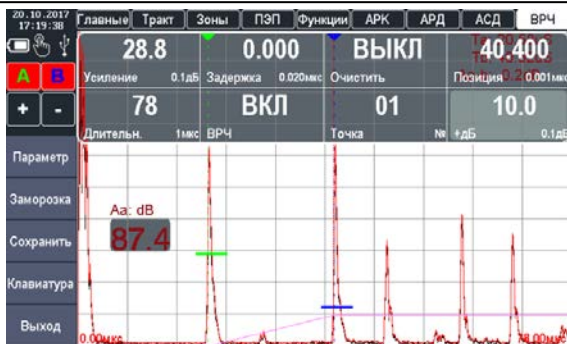 20.10.2017
17:19:38
Главные Тракт Зоны ПЭП Функции АРК АРД АСД ВРЧ
28.8 0.000 ВЫКЛ 40.400
Усиление 0.1дБ Задержка 0.020мкс Очистить Позиция 0.001мкс
A B
78 ВКЛ 01 10.0
+ -
Длительн. 1мкс ВРЧ Точка № +дБ 0.1дБ
Параметр
Заморозка
Aa: dB
87.4
Сохранить
Клавиатура
Выход
0.00мкс 78.00мкс